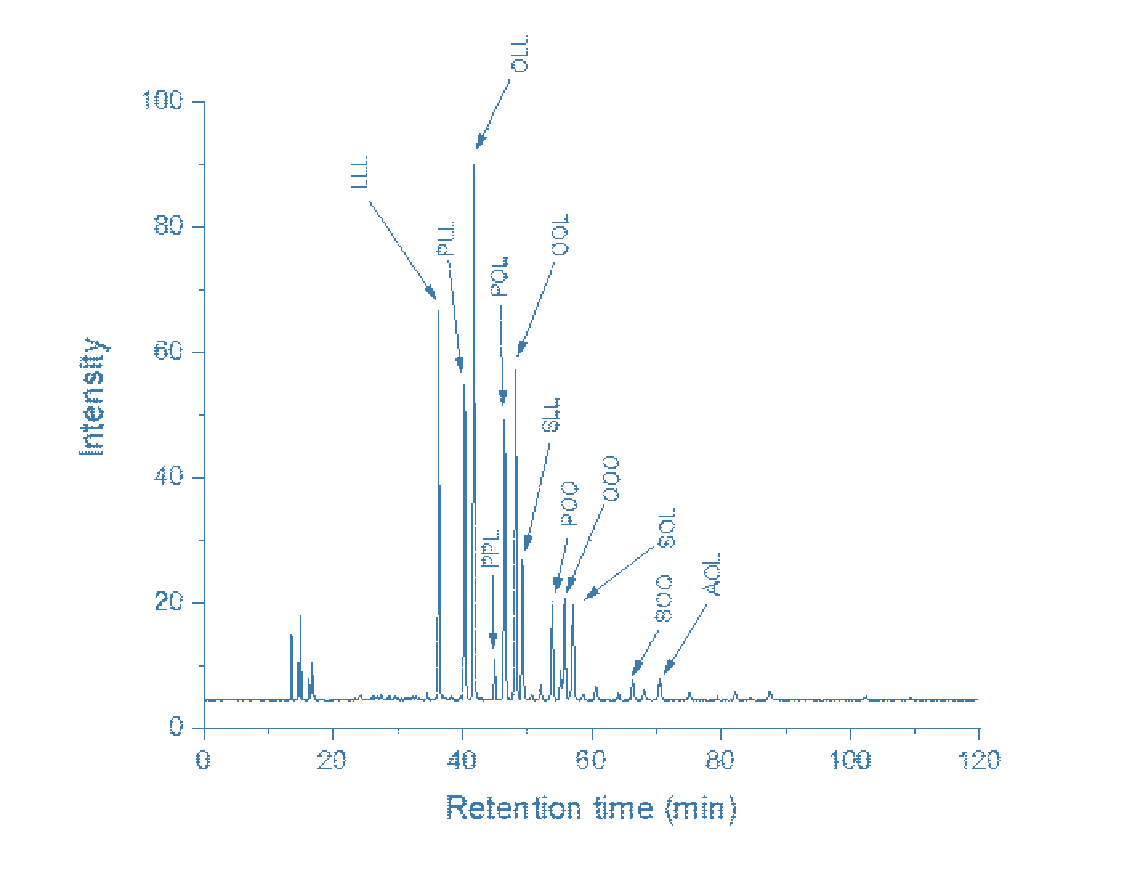 OLL
100
LLL
80
PLL
OOL
POL
60
Intensity
SLL
40
OOO
POO
SOL
PPL
AOL
SOO
20
0
0 20 40 60 80 100 120
Retention time (min)